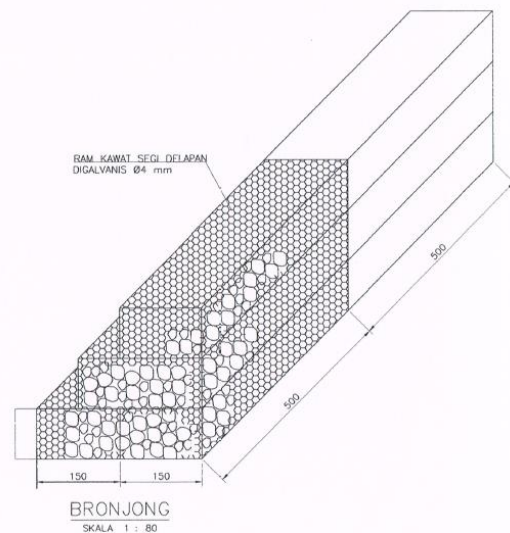 RAM KAWAT SEGI DELAPAN
DIGALVANIS Ø4 mm
500
500
150
150
BRONJONG
SKALA 1 : 80